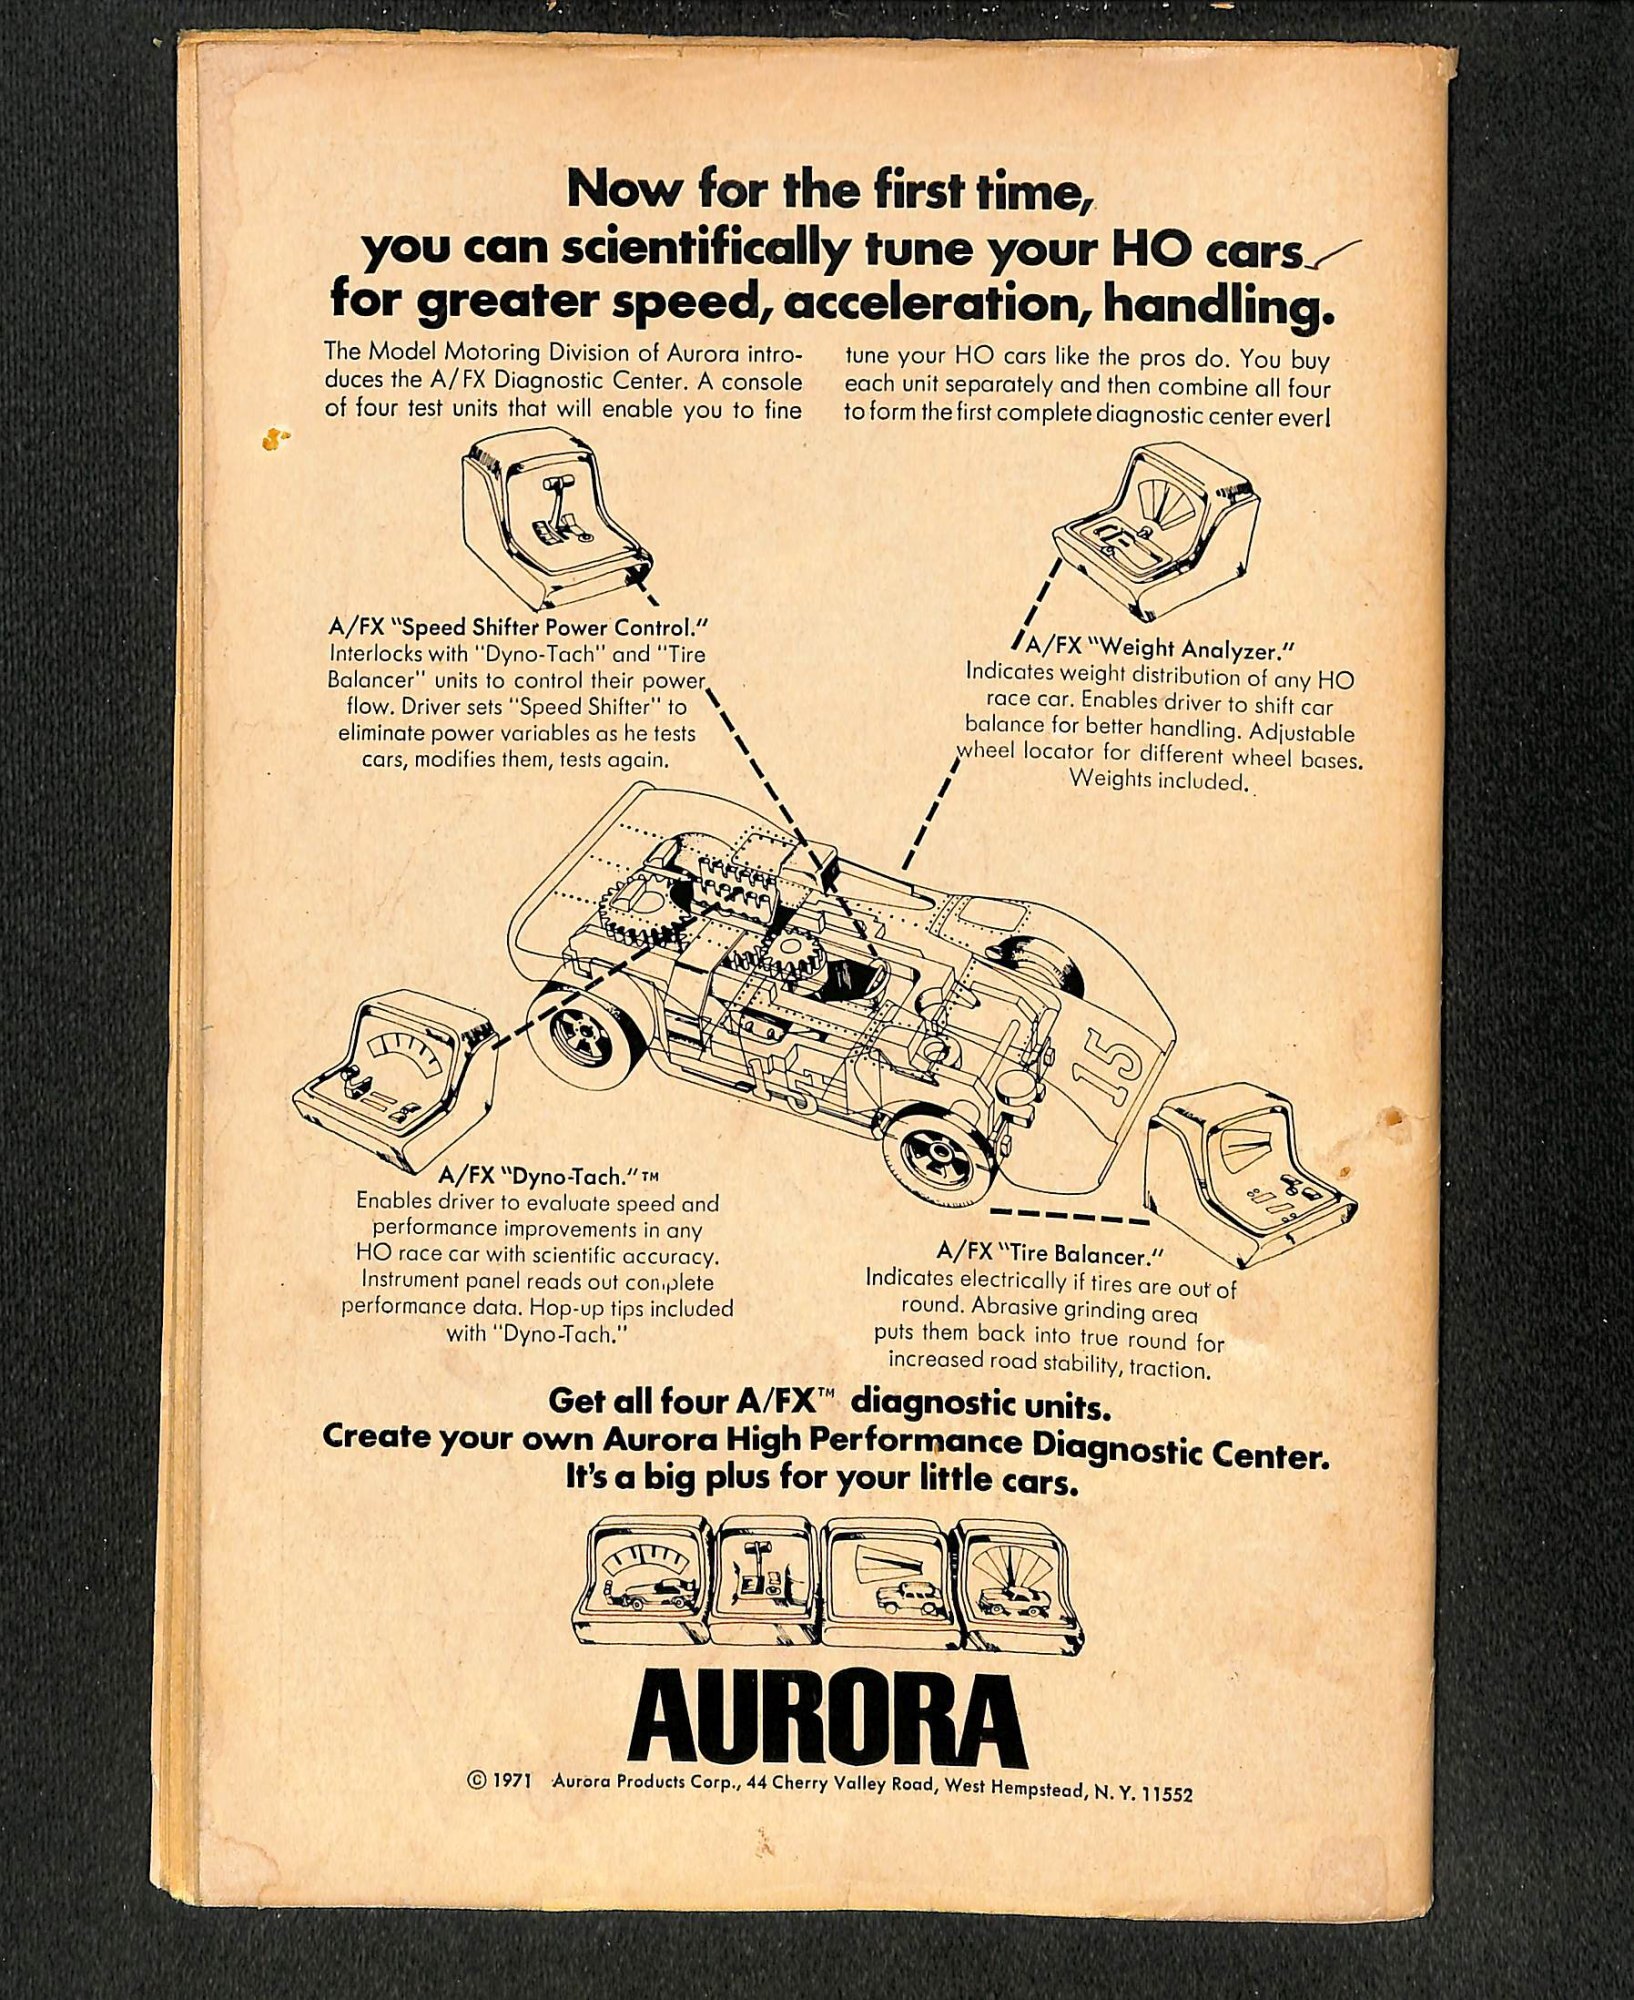 Now for the first time,
you can scientifically tune your HO cars
for greater speed, acceleration, handling.
The Model Motoring Division of Aurora intro-
duces the A/FX Diagnostic Center. A console
of four test units that will enable you to fine
tune your HO cars like the pros do. You buy
each unit separately and then combine all four
to form the first complete diagnostic center ever!
A/FX "Speed Shifter Power Control."
Interlocks with "Dyno-Tach" and "Tire
Balancer" units to control their power
flow. Driver sets "Speed Shifter" to
eliminate power variables as he tests
cars, modifies them, tests again.
A/FX "Weight Analyzer."
Indicates weight distribution of any HO
race car. Enables driver to shift car
balance for better handling. Adjustable
wheel locator for different wheel bases.
Weights included.
15
15
A/FX "Dyno-Tach."™
Enables driver to evaluate speed and
performance improvements in any
HO race car with scientific accuracy.
Instrument panel reads out complete
performance data. Hop-up tips included
with "Dyno-Tach."
A/FX "Tire Balancer."
Indicates electrically if tires are out of
round. Abrasive grinding area
puts them back into true round for
increased road stability, traction.
Get all four A/FX™ diagnostic units.
Create your own Aurora High Performance Diagnostic Center.
It's a big plus for your little cars.
AURORA
© 1971 Aurora Products Corp., 44 Cherry Valley Road, West Hempstead, N. Y. 11552